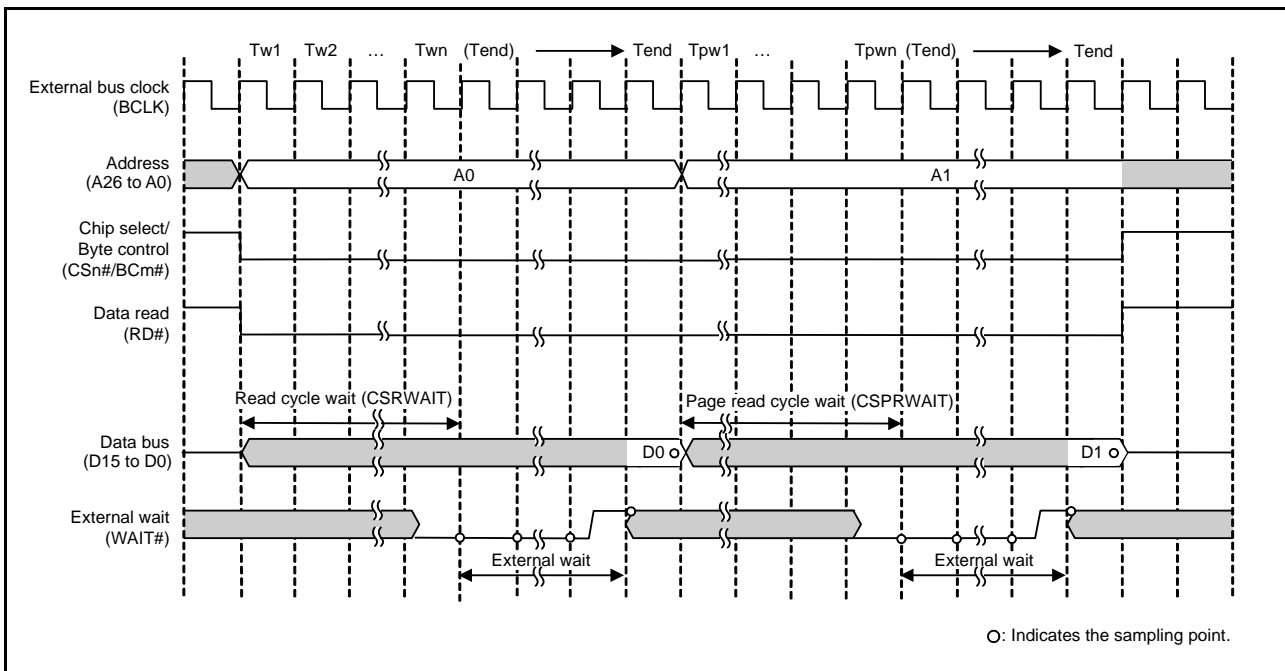 Tw1 Tw2 … Twn (Tend) Tend Tpw1 … Tpwn (Tend) Tend
External bus clock
(BCLK)
Address
(A26 to A0)
A0 A1
Chip select/
Byte control
(CSn#/BCm#)
Data read
(RD#)
Read cycle wait (CSRWAIT) Page read cycle wait (CSPRWAIT)
Data bus
(D15 to D0)
D0 D1
External wait
(WAIT#)
External wait External wait
: Indicates the sampling point.